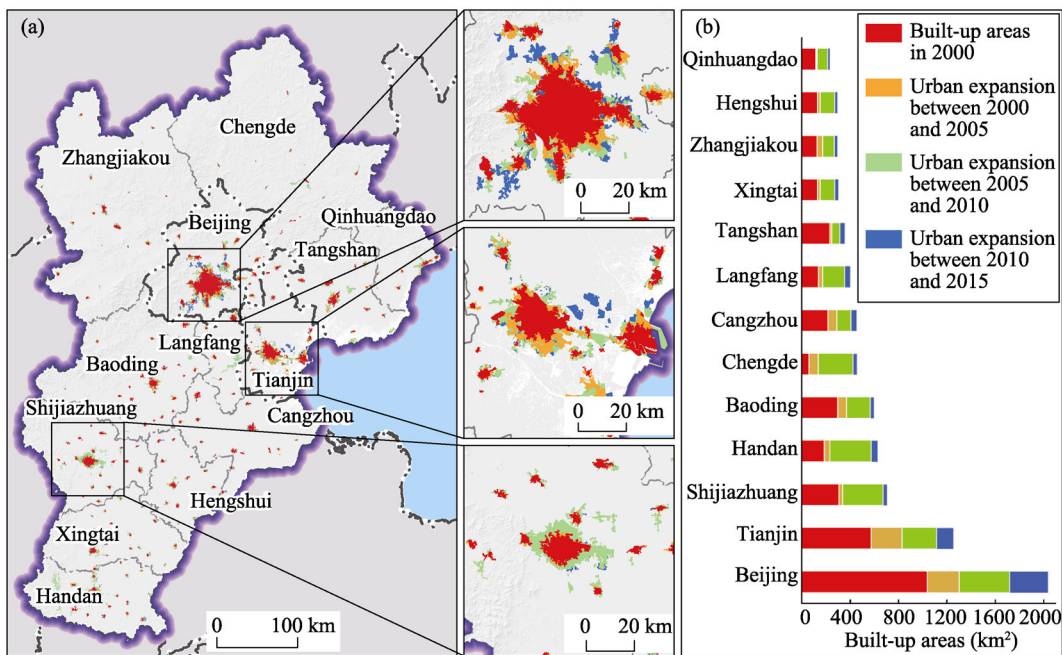 (a)
Chengde
Zhangjiakou
Beijing
Qinhuangdao
Tangshan
Langfang
Baoding
Tianjin
Shijiazhuang
Cangzhou
Hengshui
Xingtai
Handan
0 100 km
0 20 km
0 20 km
0 20 km
(b)
Built-up areas
in 2000
Urban expansion
between 2000
and 2005
Urban expansion
between 2005
and 2010
Urban expansion
between 2010
and 2015
Qinhuangdao
Hengshui
Zhangjiakou
Xingtai
Tangshan
Langfang
Cangzhou
Chengde
Baoding
Handan
Shijiazhuang
Tianjin
Beijing
0 400 800 1200 1600 2000
Built-up areas (km²)